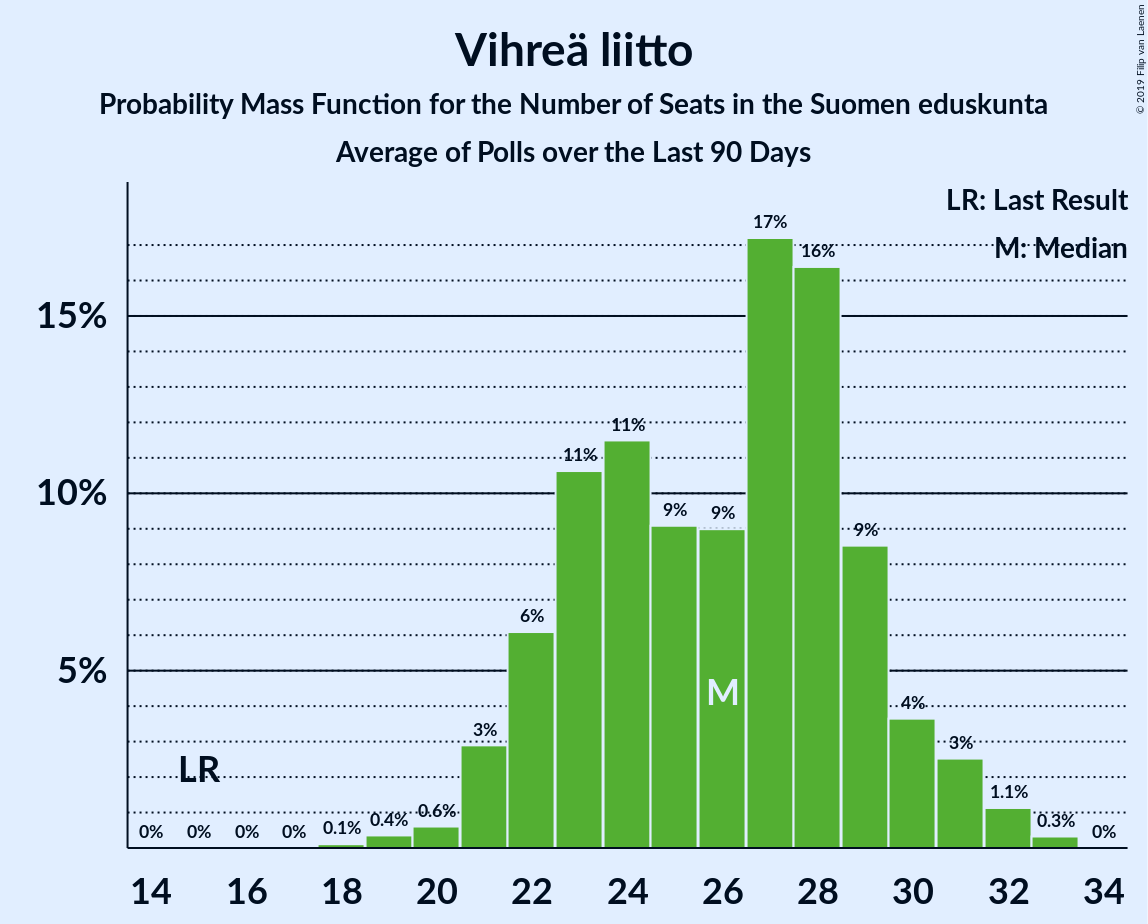 Vihreä liitto
Probability Mass Function for the Number of Seats in the Suomen eduskunta
Average of Polls over the Last 90 Days
© 2019 Filip van Laenen
LR: Last Result
M: Median
15%
10%
5%
0%
0%
0%
0%
0.1%
0.4%
0.6%
3%
6%
11%
11%
9%
9%
17%
16%
9%
4%
3%
1.1%
0.3%
0%
LR
M
14 16 18 20 22 24 26 28 30 32 34